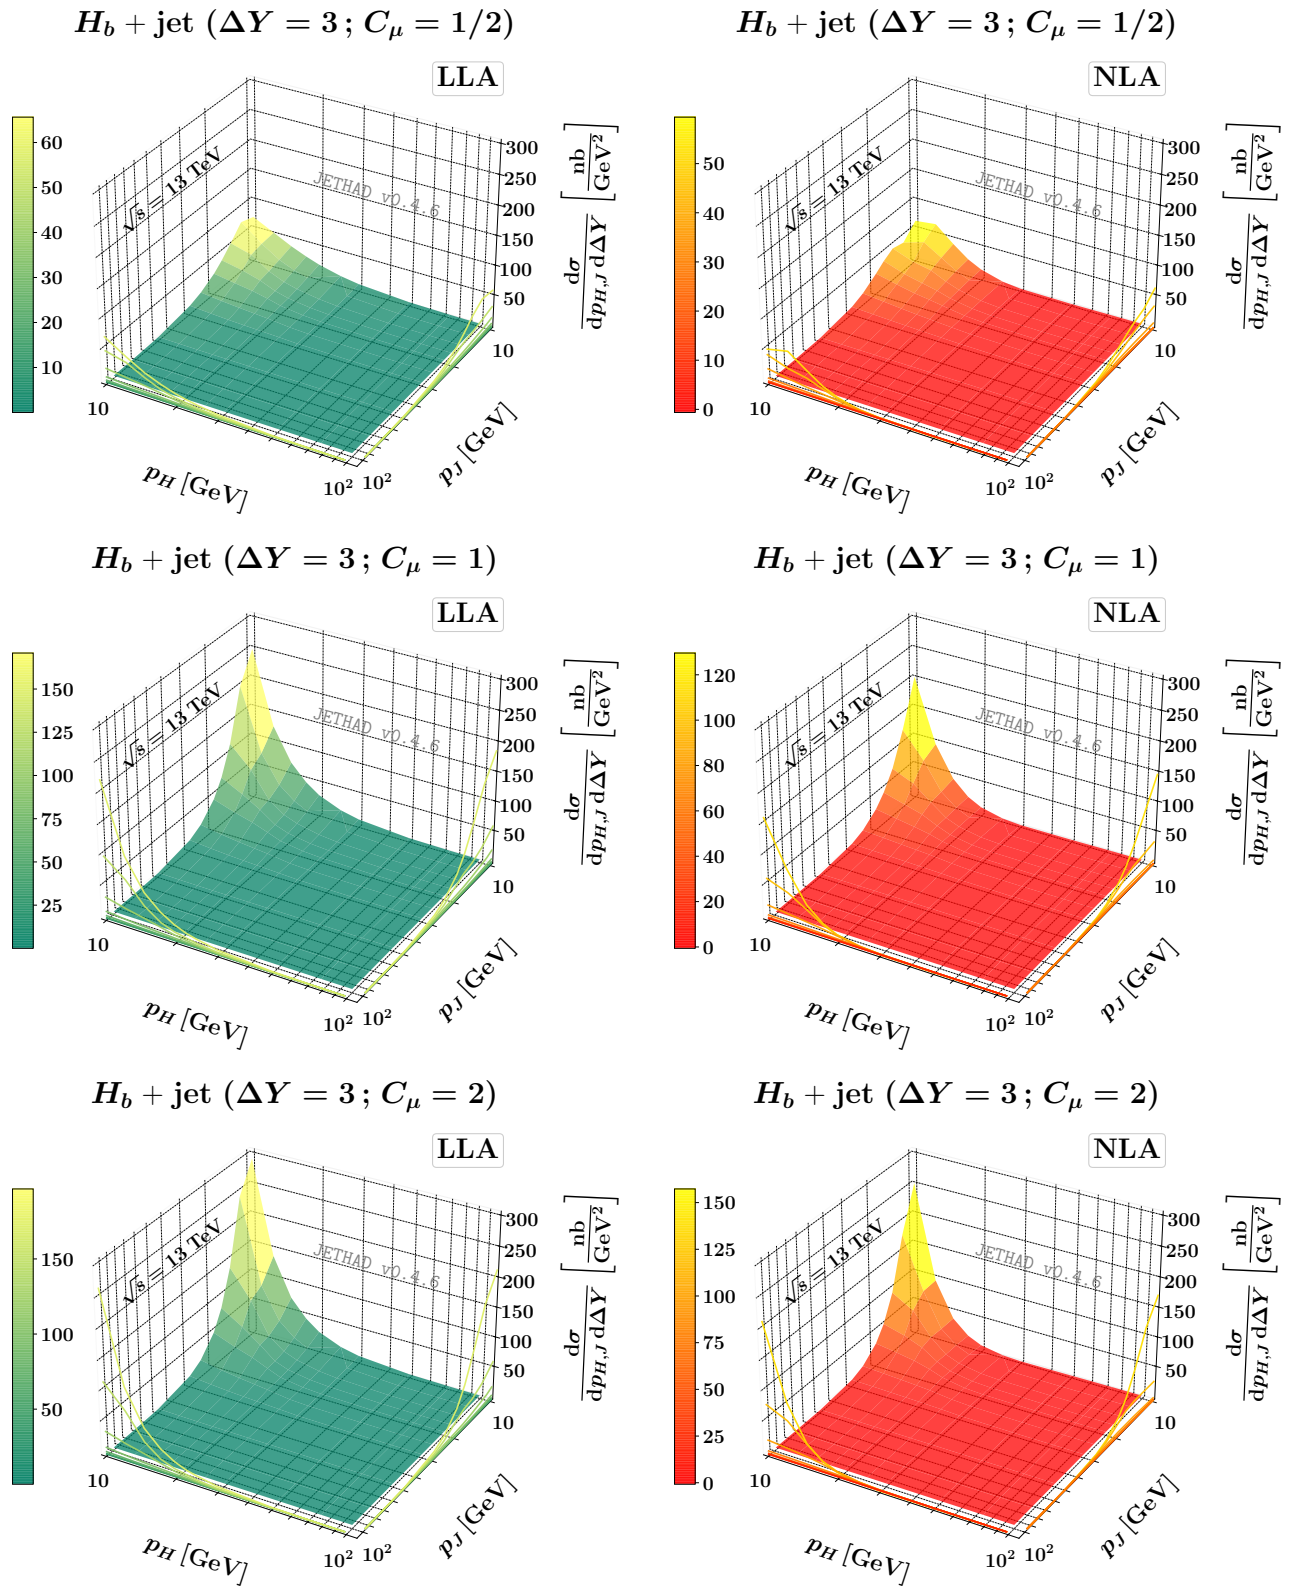 H_b + jet (ΔY = 3 ; C_μ = 1/2)
LLA
√s = 13 TeV
JETHAD v0.4.6
60
50
40
30
20
10
300
250
200
150
100
50
dσ / dp_{H,J} dΔY [nb / GeV²]
10
10² 10²
10
p_H [GeV]
p_J [GeV]
H_b + jet (ΔY = 3 ; C_μ = 1/2)
NLA
√s = 13 TeV
JETHAD v0.4.6
50
40
30
20
10
0
300
250
200
150
100
50
dσ / dp_{H,J} dΔY [nb / GeV²]
10
10² 10²
10
p_H [GeV]
p_J [GeV]
H_b + jet (ΔY = 3 ; C_μ = 1)
LLA
√s = 13 TeV
JETHAD v0.4.6
150
125
100
75
50
25
300
250
200
150
100
50
dσ / dp_{H,J} dΔY [nb / GeV²]
10
10² 10²
10
p_H [GeV]
p_J [GeV]
H_b + jet (ΔY = 3 ; C_μ = 1)
NLA
√s = 13 TeV
JETHAD v0.4.6
120
100
80
60
40
20
0
300
250
200
150
100
50
dσ / dp_{H,J} dΔY [nb / GeV²]
10
10² 10²
10
p_H [GeV]
p_J [GeV]
H_b + jet (ΔY = 3 ; C_μ = 2)
LLA
√s = 13 TeV
JETHAD v0.4.6
150
100
50
300
250
200
150
100
50
dσ / dp_{H,J} dΔY [nb / GeV²]
10
10² 10²
10
p_H [GeV]
p_J [GeV]
H_b + jet (ΔY = 3 ; C_μ = 2)
NLA
√s = 13 TeV
JETHAD v0.4.6
150
125
100
75
50
25
0
300
250
200
150
100
50
dσ / dp_{H,J} dΔY [nb / GeV²]
10
10² 10²
10
p_H [GeV]
p_J [GeV]